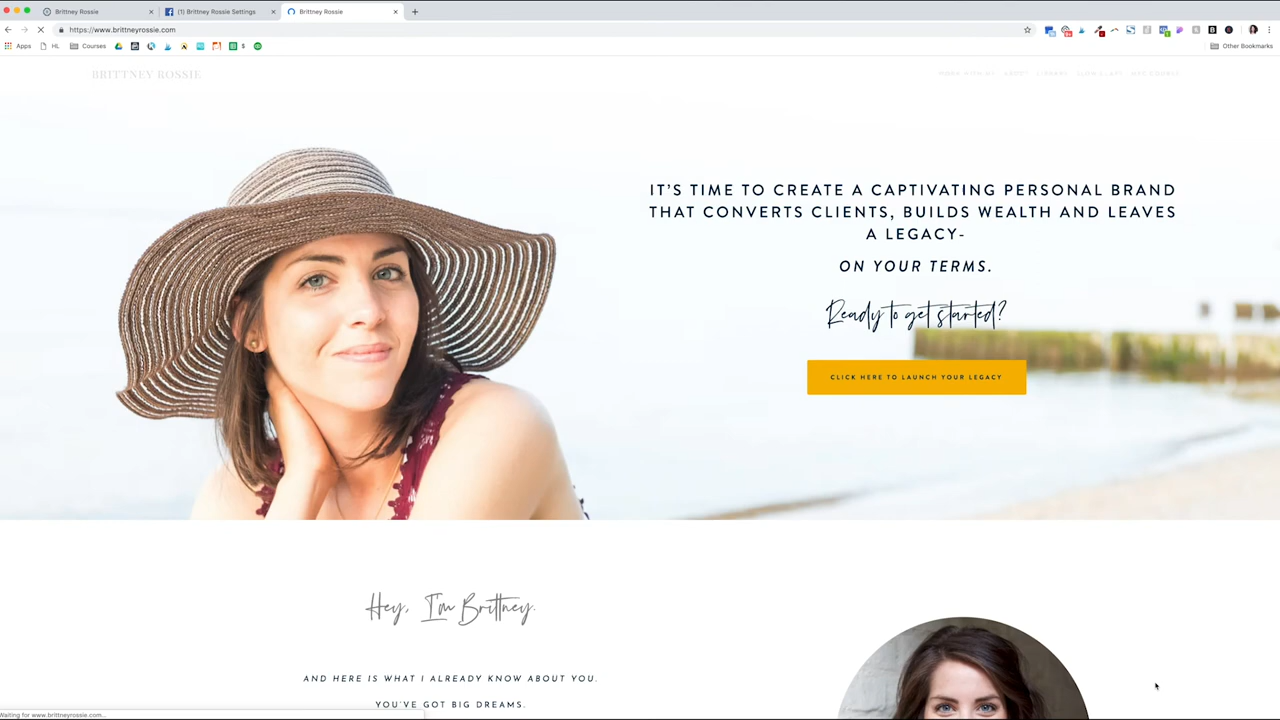 Brittney Rossie
(1) Brittney Rossie Settings
Brittney Rossie
https://www.brittneyrossie.com
Apps
HL
Courses
Other Bookmarks
BRITTNEY ROSSIE
IT'S TIME TO CREATE A CAPTIVATING PERSONAL BRAND
THAT CONVERTS CLIENTS, BUILDS WEALTH AND LEAVES
A LEGACY-
ON YOUR TERMS.
Ready to get started?
CLICK HERE TO LAUNCH YOUR LEGACY
Hey, I'm Brittney.
AND HERE IS WHAT I ALREADY KNOW ABOUT YOU.
YOU'VE GOT BIG DREAMS.
Waiting for www.brittneyrossie.com...